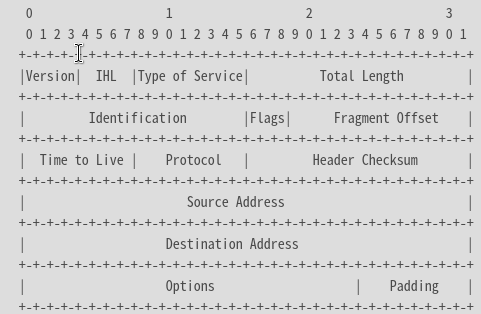 0                   1                   2                   3
0 1 2 3 4 5 6 7 8 9 0 1 2 3 4 5 6 7 8 9 0 1 2 3 4 5 6 7 8 9 0 1
+-+-+-+-+-+-+-+-+-+-+-+-+-+-+-+-+-+-+-+-+-+-+-+-+-+-+-+-+-+-+-+-+
|Version|  IHL  |Type of Service|          Total Length         |
+-+-+-+-+-+-+-+-+-+-+-+-+-+-+-+-+-+-+-+-+-+-+-+-+-+-+-+-+-+-+-+-+
|         Identification        |Flags|      Fragment Offset    |
+-+-+-+-+-+-+-+-+-+-+-+-+-+-+-+-+-+-+-+-+-+-+-+-+-+-+-+-+-+-+-+-+
|  Time to Live |    Protocol   |         Header Checksum       |
+-+-+-+-+-+-+-+-+-+-+-+-+-+-+-+-+-+-+-+-+-+-+-+-+-+-+-+-+-+-+-+-+
|                       Source Address                          |
+-+-+-+-+-+-+-+-+-+-+-+-+-+-+-+-+-+-+-+-+-+-+-+-+-+-+-+-+-+-+-+-+
|                    Destination Address                        |
+-+-+-+-+-+-+-+-+-+-+-+-+-+-+-+-+-+-+-+-+-+-+-+-+-+-+-+-+-+-+-+-+
|                    Options                    |    Padding    |
+-+-+-+-+-+-+-+-+-+-+-+-+-+-+-+-+-+-+-+-+-+-+-+-+-+-+-+-+-+-+-+-+